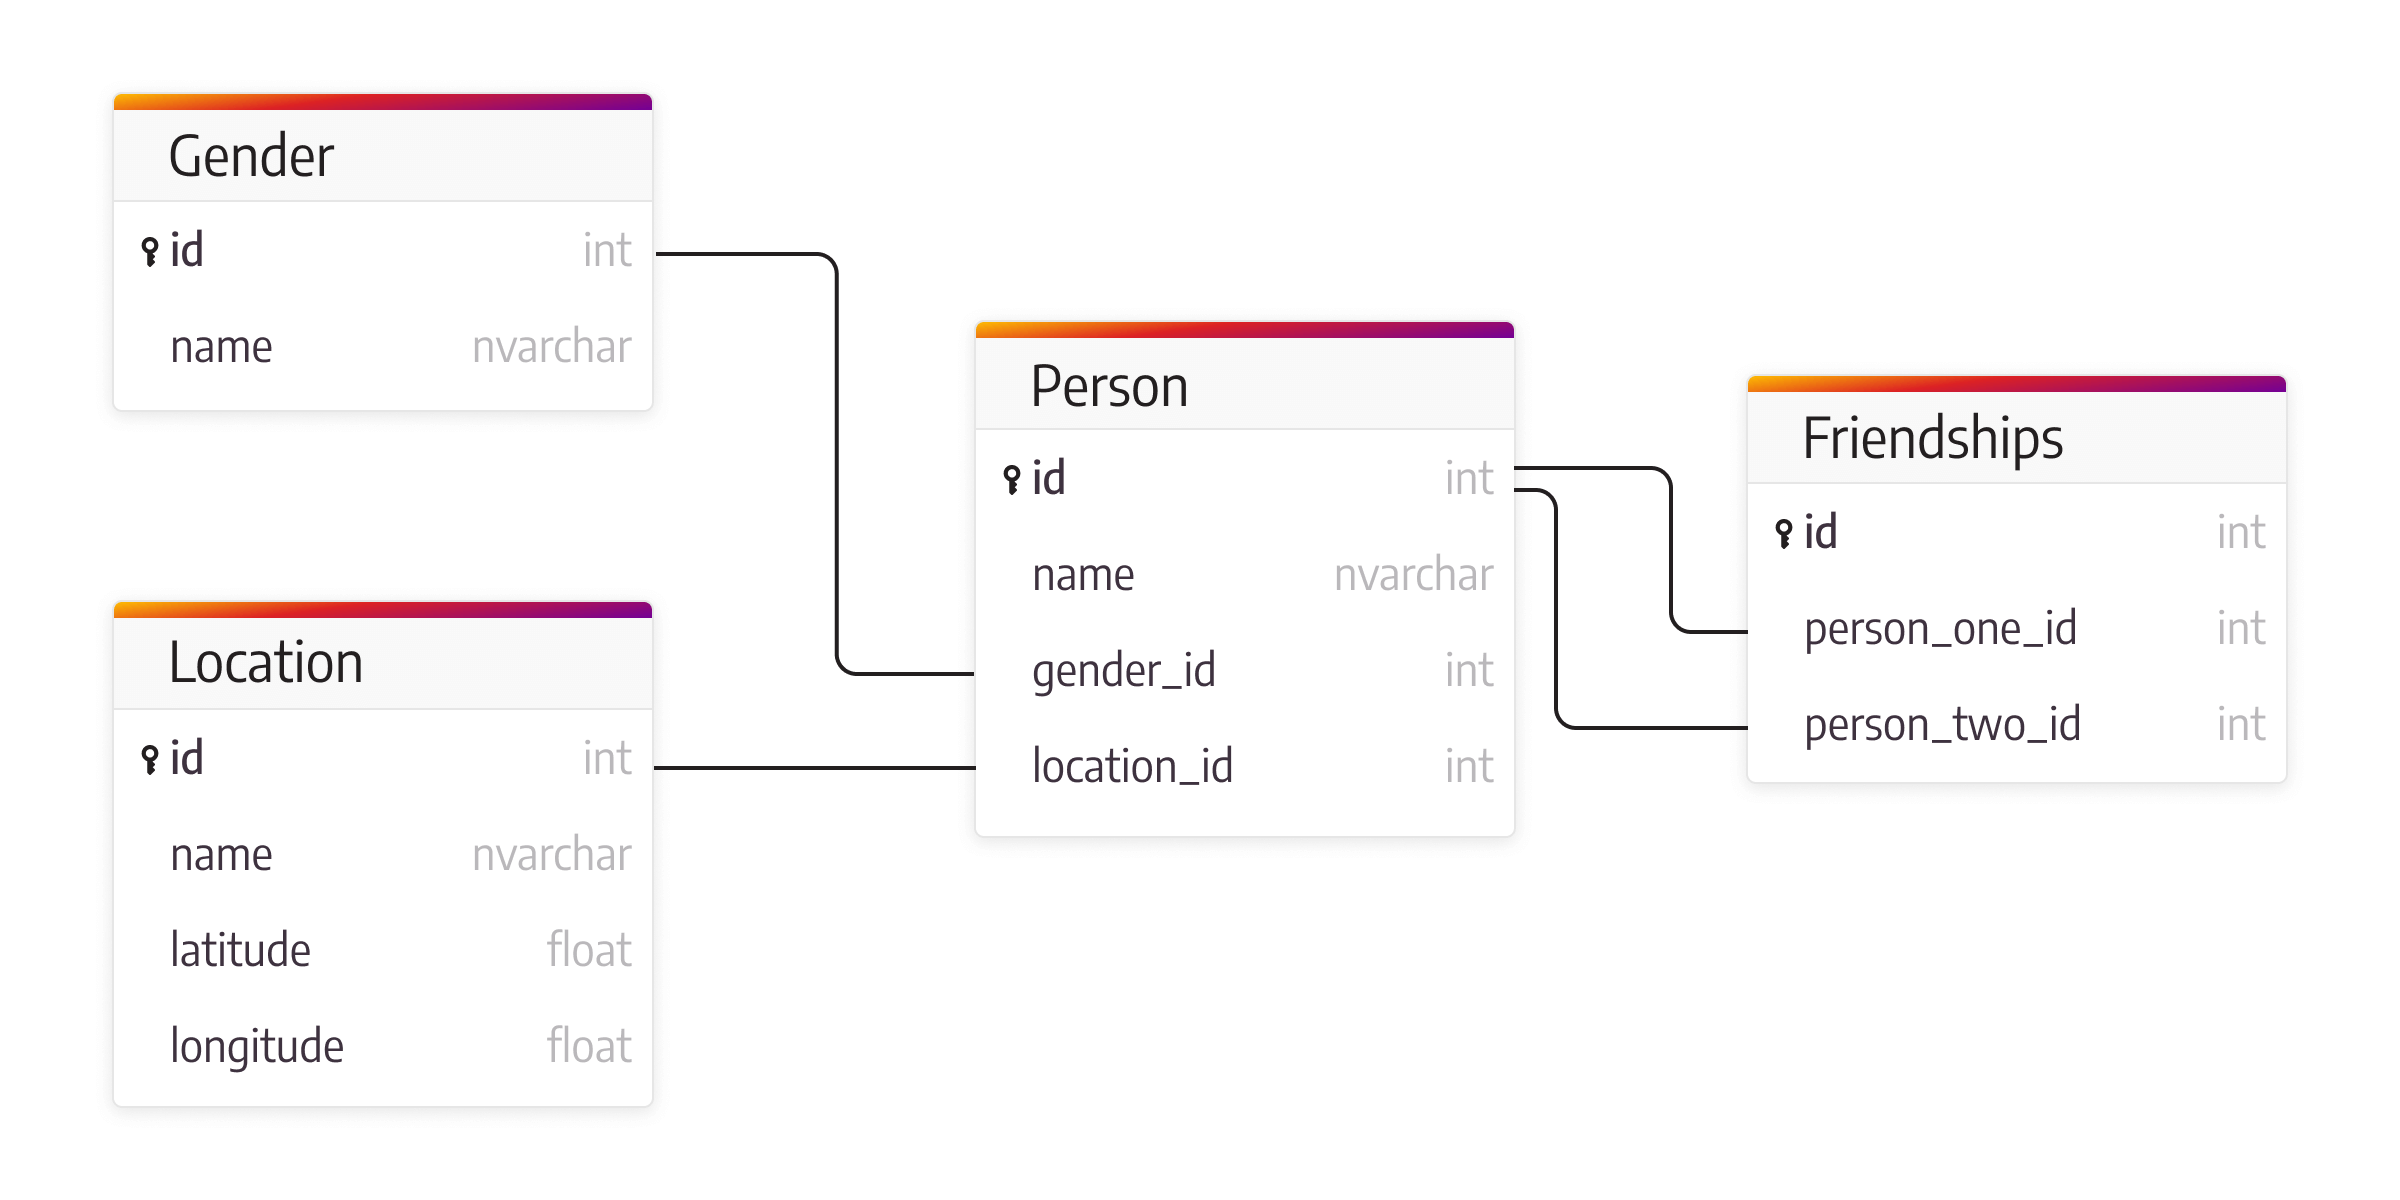 Gender
id int
name nvarchar
Location
id int
name nvarchar
latitude float
longitude float
Person
id int
name nvarchar
gender_id int
location_id int
Friendships
id int
person_one_id int
person_two_id int